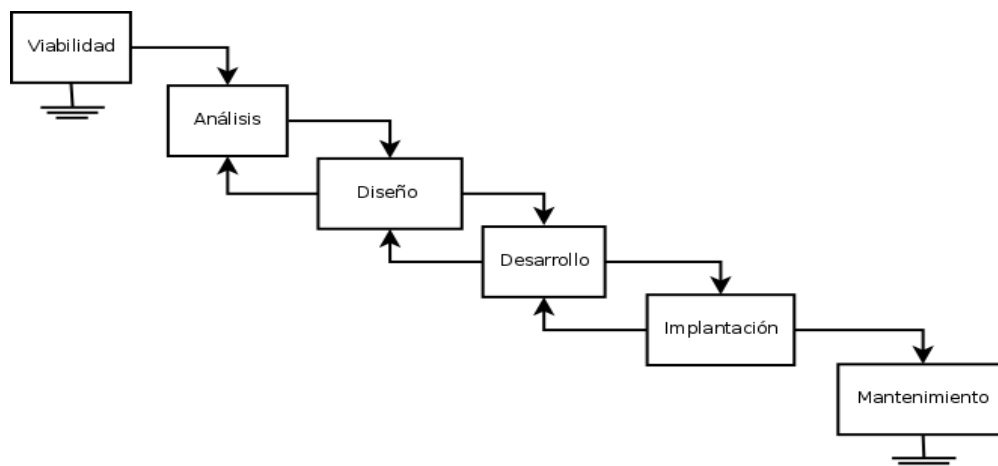 Viabilidad
Análisis
Diseño
Desarrollo
Implantación
Mantenimiento